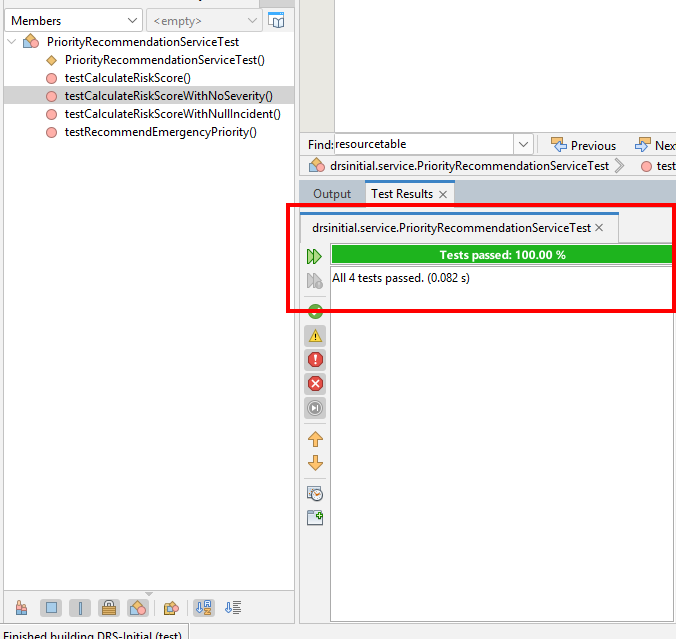 Members
<empty>
PriorityRecommendationServiceTest
PriorityRecommendationServiceTest()
testCalculateRiskScore()
testCalculateRiskScoreWithNoSeverity()
testCalculateRiskScoreWithNullIncident()
testRecommendEmergencyPriority()
Find: resourcetable
Previous
Nex
drsinitial.service.PriorityRecommendationServiceTest
test
Output
Test Results
drsinitial.service.PriorityRecommendationServiceTest
Tests passed: 100.00 %
All 4 tests passed. (0.082 s)
Finished building DRS-Initial (test)